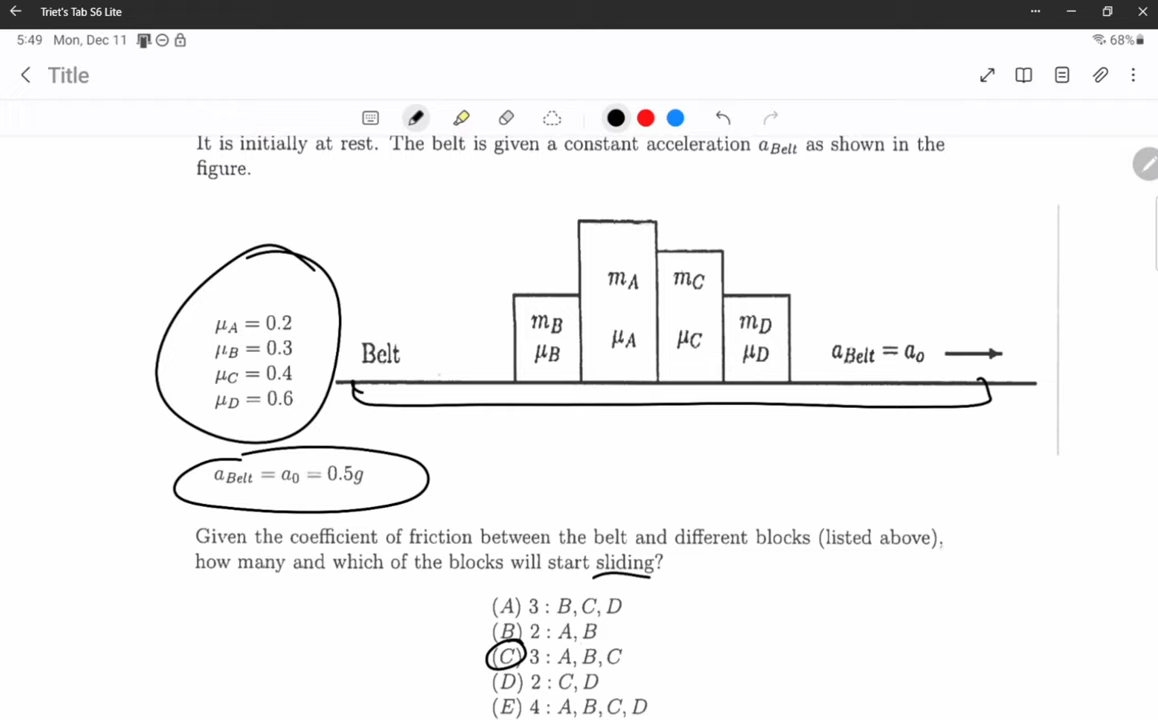 Triet's Tab S6 Lite
5:49 Mon, Dec 11 68%
Title
It is initially at rest. The belt is given a constant acceleration a_Belt as shown in the
figure.
μ_A = 0.2
μ_B = 0.3
μ_C = 0.4
μ_D = 0.6
Belt
m_B
μ_B
m_A
μ_A
m_C
μ_C
m_D
μ_D
a_Belt = a_0
a_Belt = a_0 = 0.5g
Given the coefficient of friction between the belt and different blocks (listed above),
how many and which of the blocks will start sliding?
(A) 3 : B, C, D
(B) 2 : A, B
(C) 3 : A, B, C
(D) 2 : C, D
(E) 4 : A, B, C, D